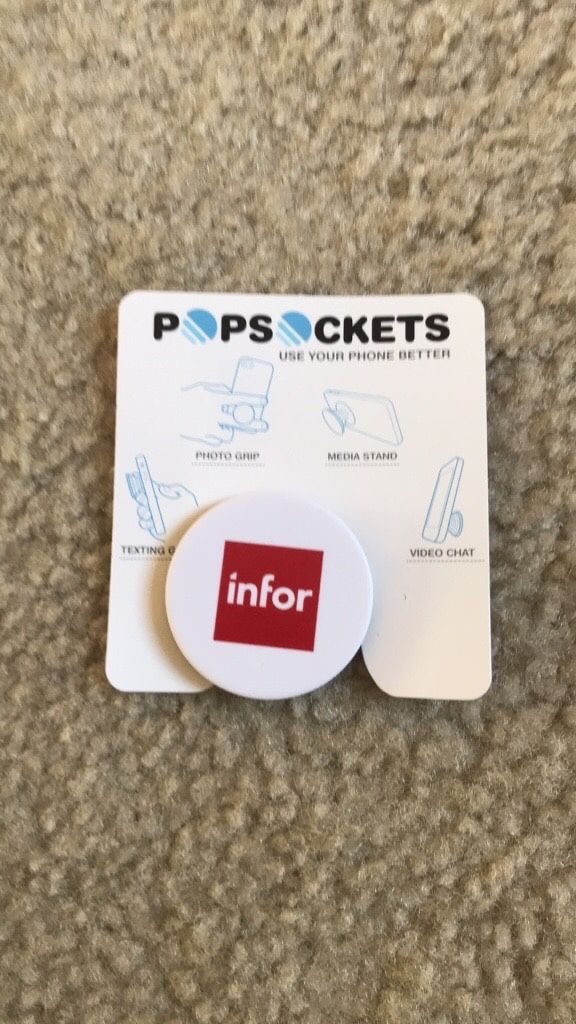 POPSOCKETS
USE YOUR PHONE BETTER
PHOTO GRIP
MEDIA STAND
TEXTING
VIDEO CHAT
infor